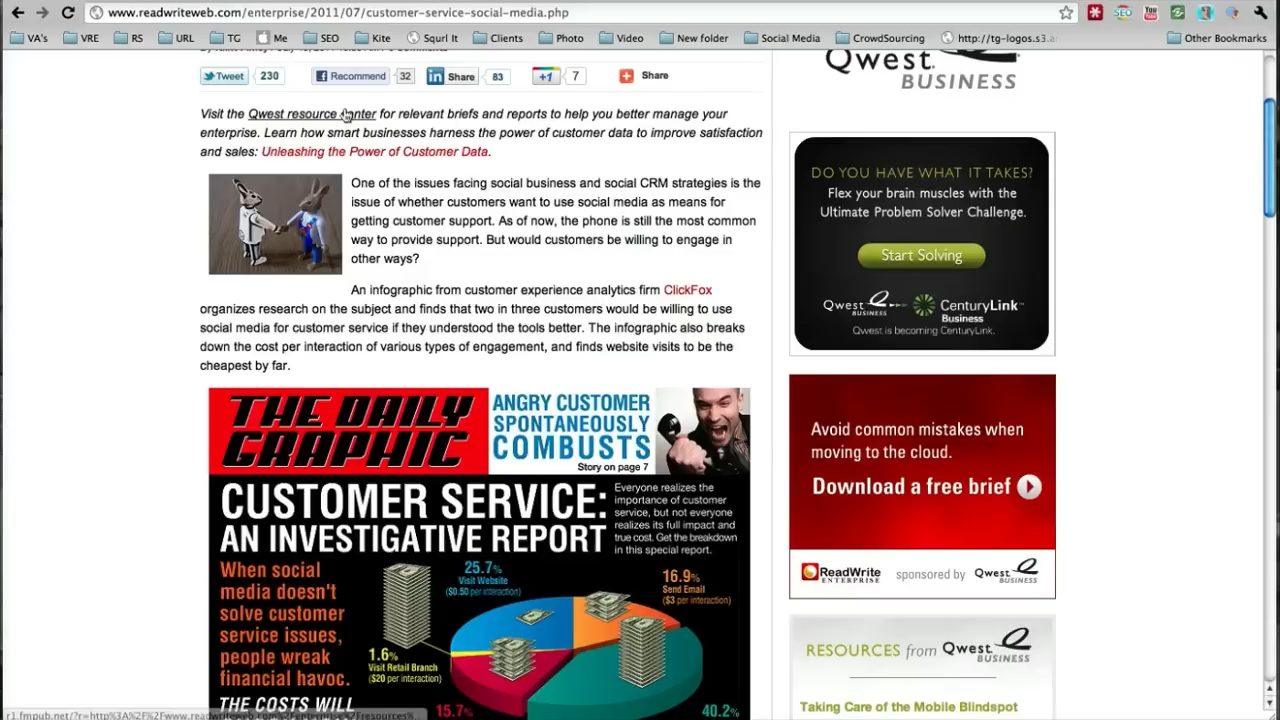 www.readwriteweb.com/enterprise/2011/07/customer-service-social-media.php
VA's VRE RS URL TG Me SEO Kite Squrl It Clients Photo Video New folder Social Media CrowdSourcing http://tg-logos.s3.a Other Bookmarks
Tweet 230 Recommend 32 in Share 83 +1 7 Share
Visit the Qwest resource center for relevant briefs and reports to help you better manage your
enterprise. Learn how smart businesses harness the power of customer data to improve satisfaction
and sales: Unleashing the Power of Customer Data.
One of the issues facing social business and social CRM strategies is the
issue of whether customers want to use social media as means for
getting customer support. As of now, the phone is still the most common
way to provide support. But would customers be willing to engage in
other ways?
An infographic from customer experience analytics firm ClickFox
organizes research on the subject and finds that two in three customers would be willing to use
social media for customer service if they understood the tools better. The infographic also breaks
down the cost per interaction of various types of engagement, and finds website visits to be the
cheapest by far.
THE DAILY
GRAPHIC
ANGRY CUSTOMER
SPONTANEOUSLY
COMBUSTS
Story on page 7
CUSTOMER SERVICE:
AN INVESTIGATIVE REPORT
Everyone realizes the
importance of customer
service, but not everyone
realizes its full impact and
true cost. Get the breakdown
in this special report.
When social
media doesn't
solve customer
service issues,
people wreak
financial havoc.
THE COSTS WILL
25.7%
Visit Website
($0.50 per interaction)
16.9%
Send Email
($3 per interaction)
1.6%
Visit Retail Branch
($20 per interaction)
15.7%
40.2%
Qwest
BUSINESS
DO YOU HAVE WHAT IT TAKES?
Flex your brain muscles with the
Ultimate Problem Solver Challenge.
Start Solving
Qwest BUSINESS CenturyLink Business
Qwest is becoming CenturyLink.
Avoid common mistakes when
moving to the cloud.
Download a free brief
ReadWrite ENTERPRISE sponsored by Qwest BUSINESS
RESOURCES from Qwest BUSINESS
Taking Care of the Mobile Blindspot